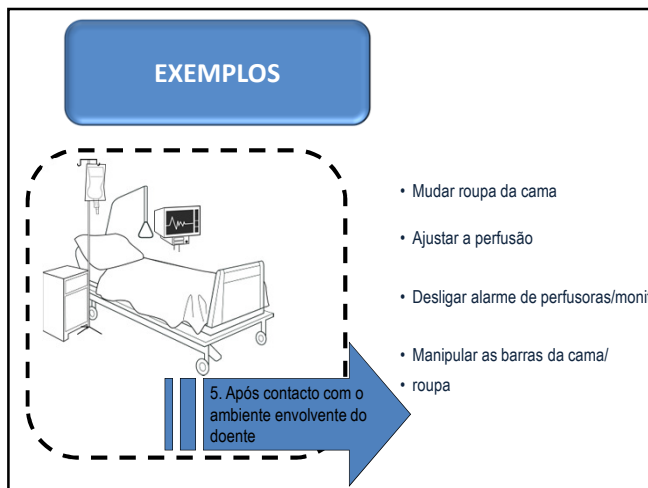 EXEMPLOS
• Mudar roupa da cama
• Ajustar a perfusão
• Desligar alarme de perfusoras/monit
• Manipular as barras da cama/
• roupa
5. Após contacto com o
ambiente envolvente do
doente